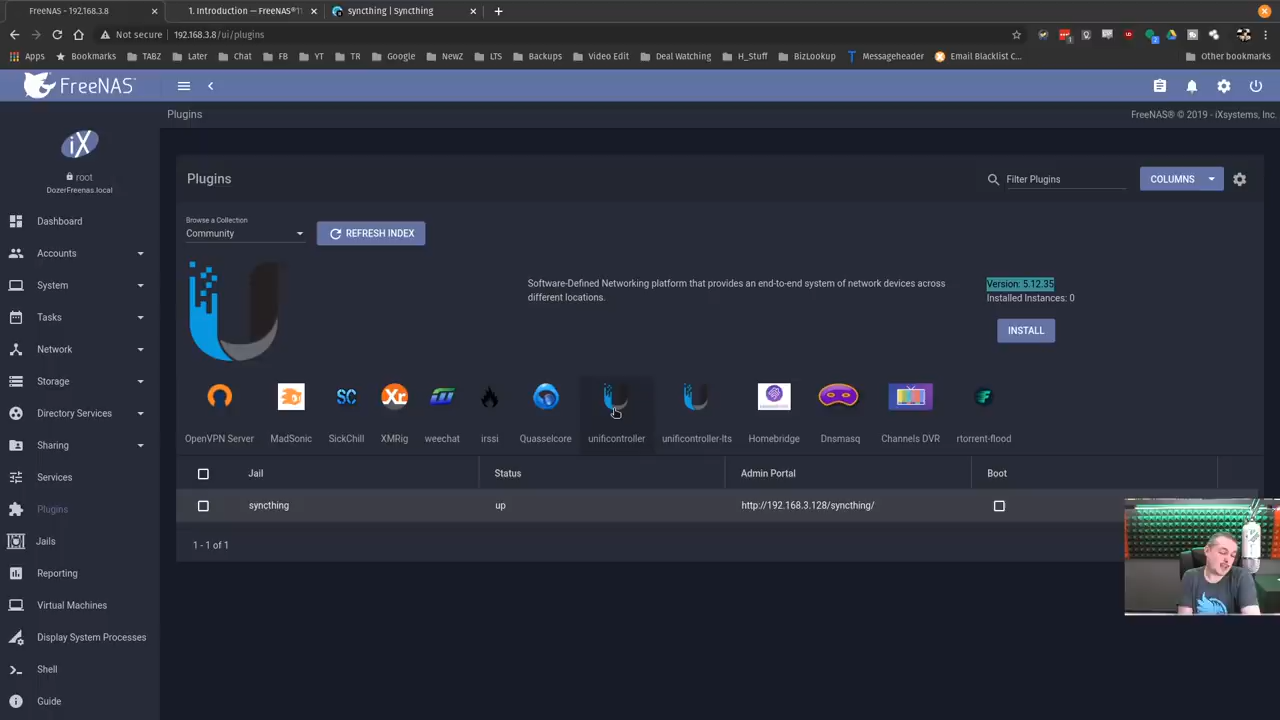 FreeNAS - 192.168.3.8
1. Introduction — FreeNAS®11
syncthing | Syncthing
Not secure 192.168.3.8/ui/plugins
Apps Bookmarks TABZ Later Chat FB YT TR Google NewZ LTS Backups Video Edit Deal Watching H_Stuff BizLookup Messageheader Email Blacklist C... Other bookmarks
FreeNAS
Plugins
FreeNAS® © 2019 - iXsystems, Inc.
iX
root
DozerFreenas.local
Dashboard
Accounts
System
Tasks
Network
Storage
Directory Services
Sharing
Services
Plugins
Jails
Reporting
Virtual Machines
Display System Processes
Shell
Guide
Plugins
Filter Plugins
COLUMNS
Browse a Collection
Community
REFRESH INDEX
Software-Defined Networking platform that provides an end-to-end system of network devices across
different locations.
Version: 5.12.35
Installed Instances: 0
INSTALL
OpenVPN Server MadSonic SickChill XMRig weechat irssi Quasselcore unificontroller unificontroller-lts Homebridge Dnsmasq Channels DVR rtorrent-flood
Jail Status Admin Portal Boot
syncthing up http://192.168.3.128/syncthing/
1 - 1 of 1